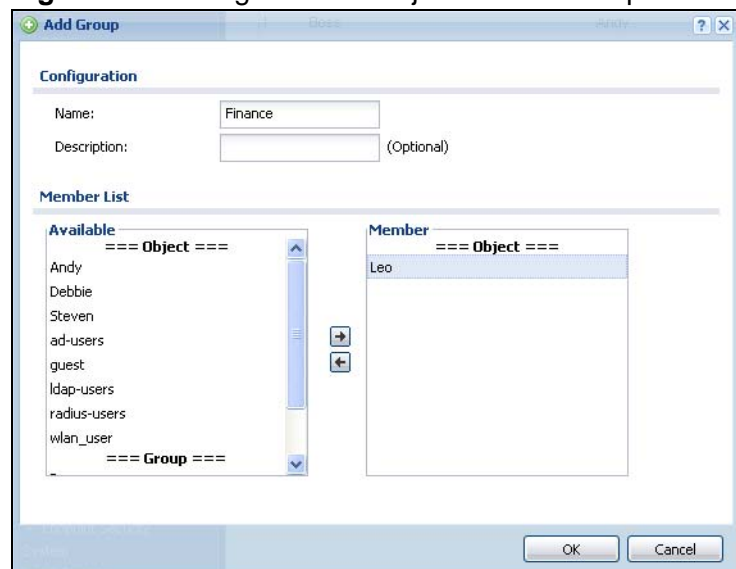 Add Group
Configuration
Name: Finance
Description: (Optional)
Member List
Available
=== Object ===
Andy
Debbie
Steven
ad-users
guest
ldap-users
radius-users
wlan_user
=== Group ===
Member
=== Object ===
Leo
OK Cancel